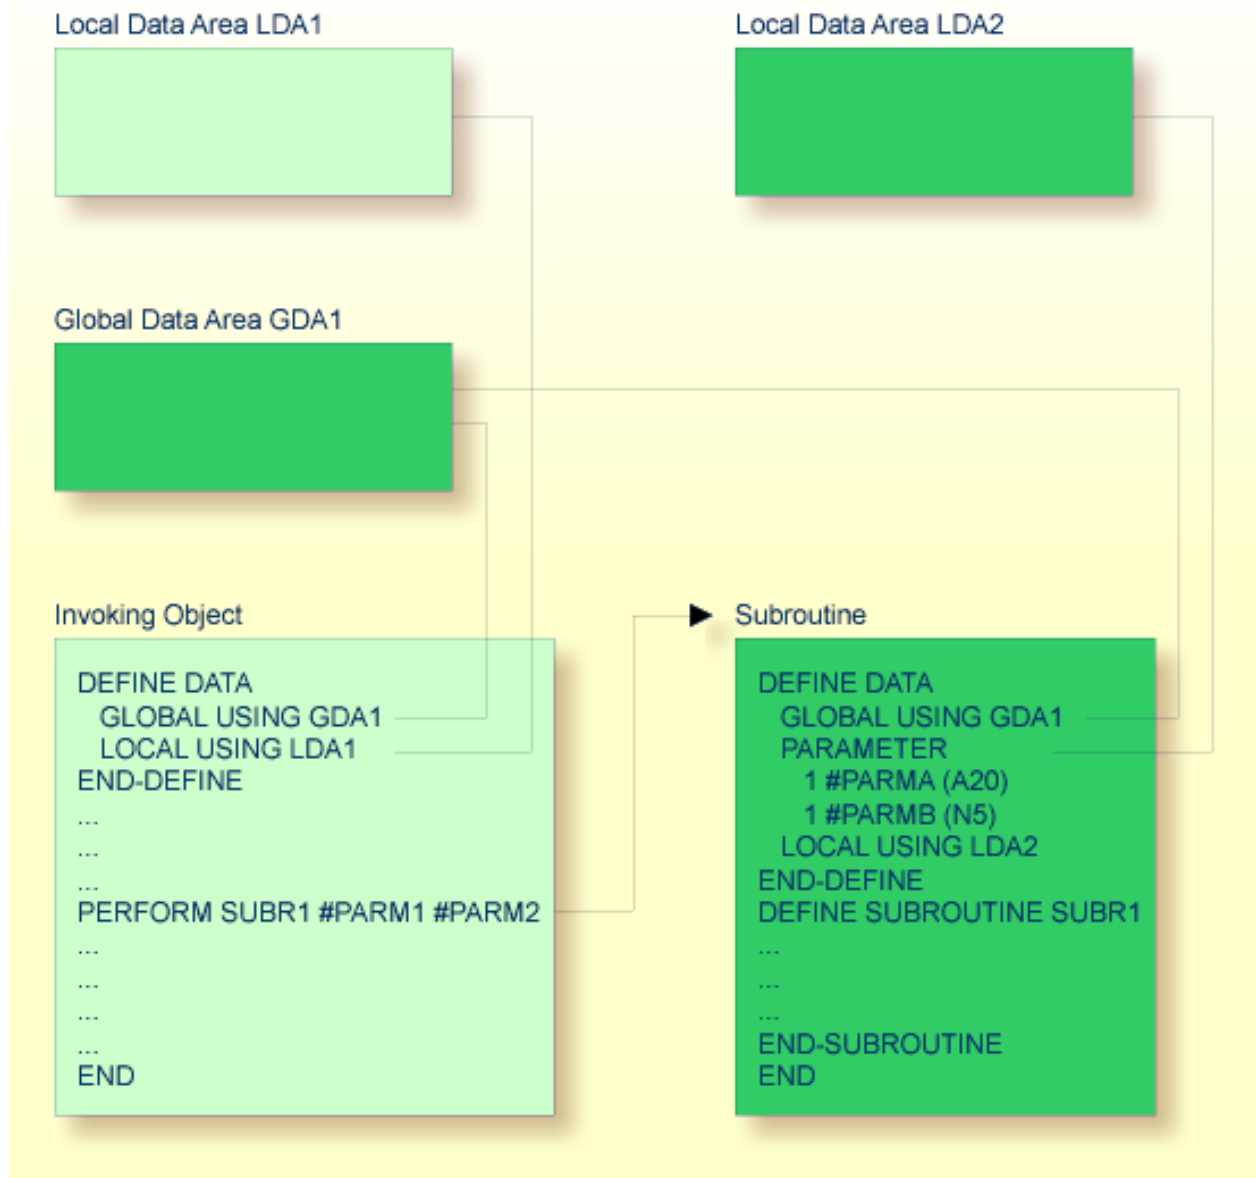 Local Data Area LDA1
Local Data Area LDA2
Global Data Area GDA1
Invoking Object
DEFINE DATA
GLOBAL USING GDA1
LOCAL USING LDA1
END-DEFINE
...
...
...
PERFORM SUBR1 #PARM1 #PARM2
...
...
...
...
END
Subroutine
DEFINE DATA
GLOBAL USING GDA1
PARAMETER
1 #PARMA (A20)
1 #PARMB (N5)
LOCAL USING LDA2
END-DEFINE
DEFINE SUBROUTINE SUBR1
...
...
...
END-SUBROUTINE
END